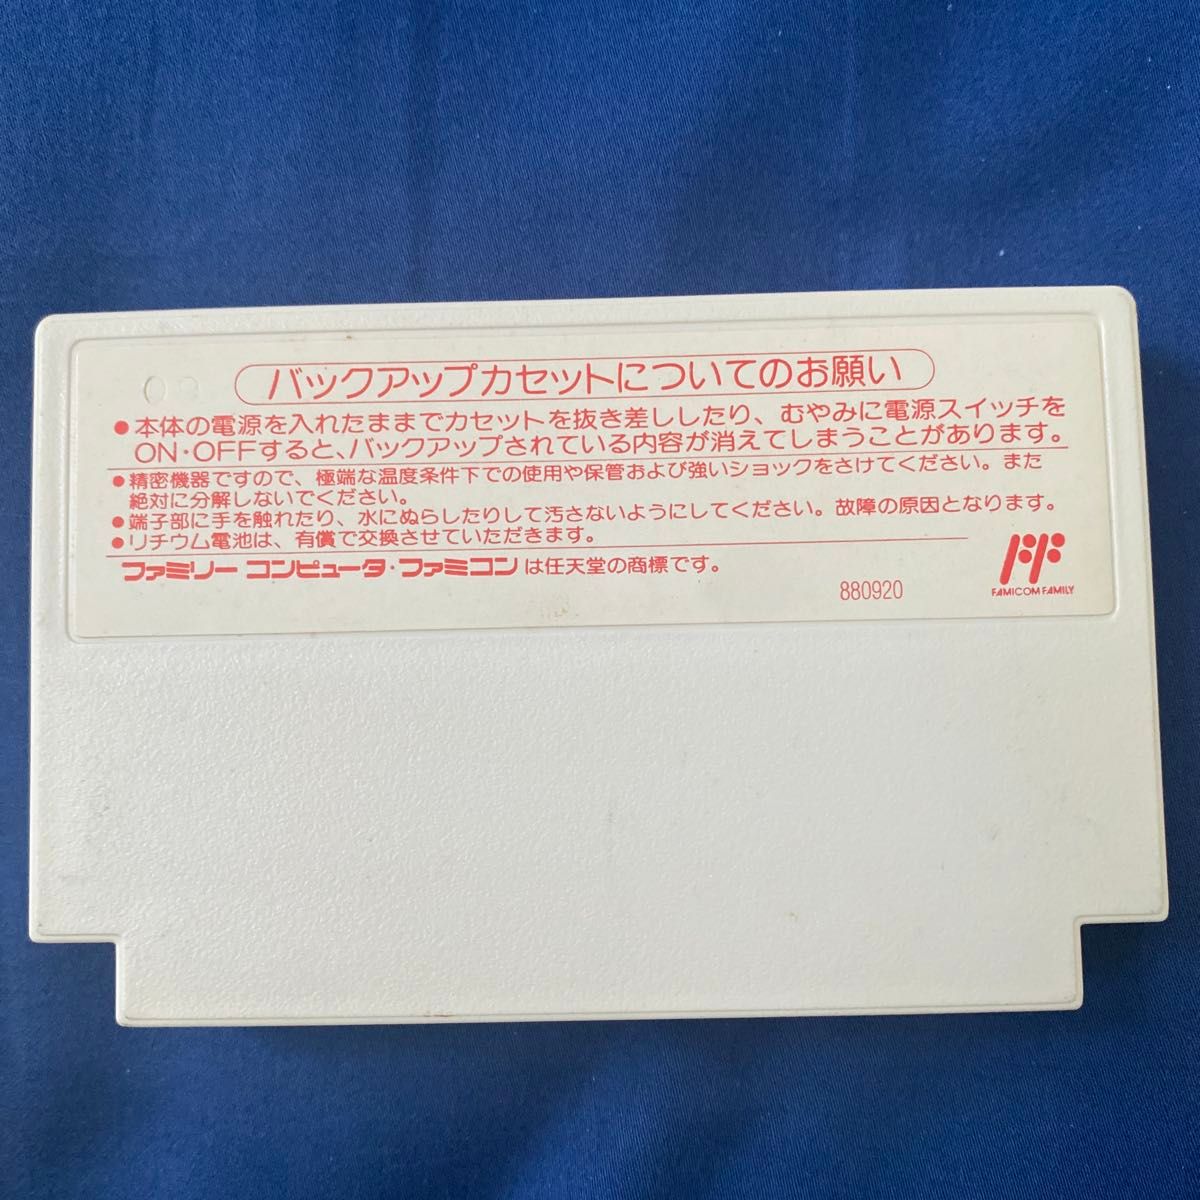 バックアップカセットについてのお願い
●本体の電源を入れたままでカセットを抜き差ししたり、むやみに電源スイッチを
ON・OFFすると、バックアップされている内容が消えてしまうことがあります。
●精密機器ですので、極端な温度条件下での使用や保管および強いショックをさけてください。また
絶対に分解しないでください。
●端子部に手を触れたり、水にぬらしたりして汚さないようにしてください。故障の原因となります。
●リチウム電池は、有償で交換させていただきます。
ファミリー コンピュータ・ファミコンは任天堂の商標です。
880920
FAMICOM FAMILY